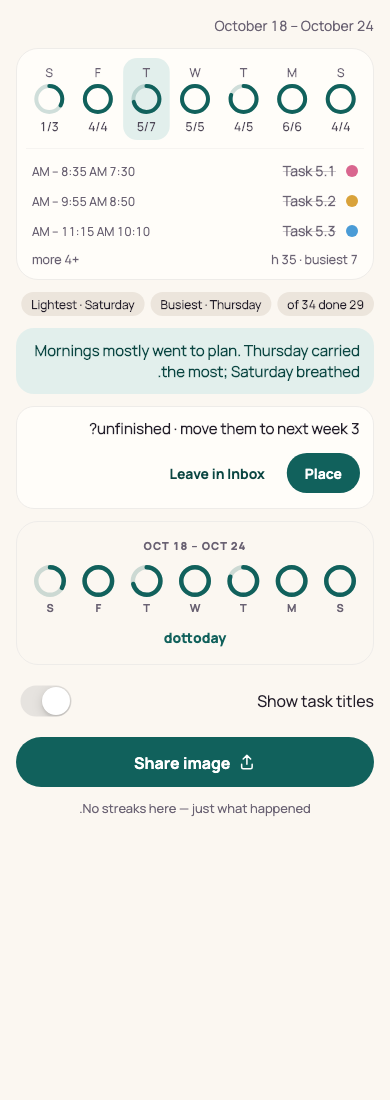 October 18 – October 24
S F T W T M S
1/3 4/4 5/7 5/5 4/5 6/6 4/4
AM – 8:35 AM 7:30 Task 5.1
AM – 9:55 AM 8:50 Task 5.2
AM – 11:15 AM 10:10 Task 5.3
more 4+ h 35 · busiest 7
Lightest · Saturday Busiest · Thursday of 34 done 29
Mornings mostly went to plan. Thursday carried
.the most; Saturday breathed
?unfinished · move them to next week 3
Leave in Inbox Place
OCT 18 – OCT 24
S F T W T M S
dottoday
Show task titles
Share image
.No streaks here — just what happened